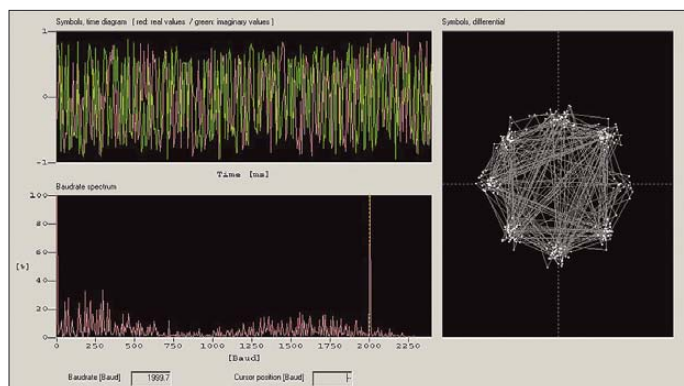 Symbols, time diagram ( red: real values / green: imaginary values )
1
0
-1
Time [ms]
Baudrate spectrum
100
80
60
[%]
40
20
0
0 250 500 750 1000 1250 1500 1750 2000 2250
[Baud]
Baudrate [Baud] 1999.7 Cursor position [Baud] |-
Symbols, differential